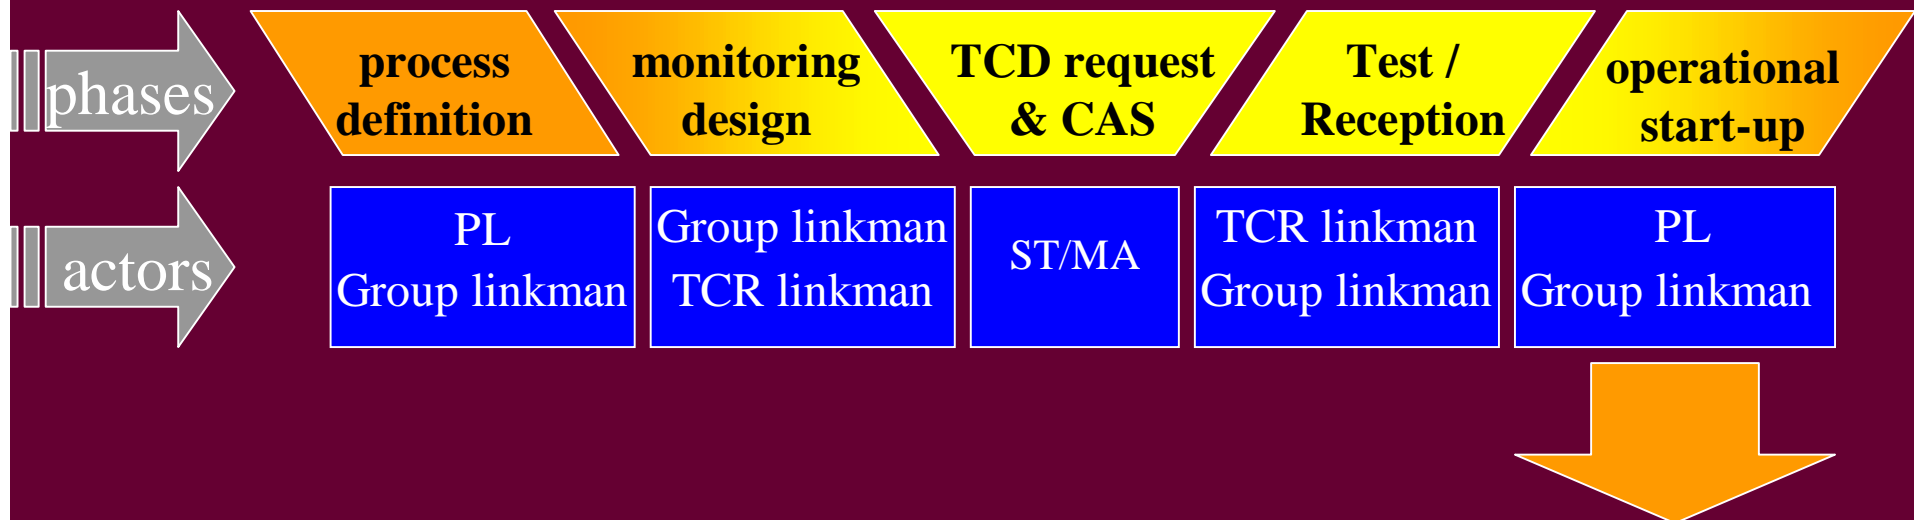 phases
process
definition
monitoring
design
TCD request
& CAS
Test /
Reception
operational
start-up
actors
PL
Group linkman
Group linkman
TCR linkman
ST/MA
TCR linkman
Group linkman
PL
Group linkman